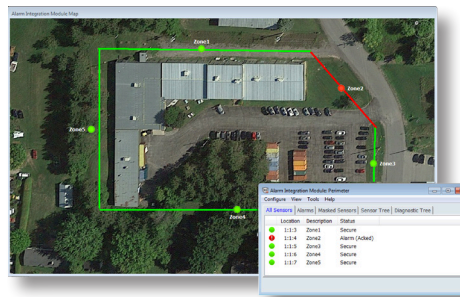 Alarm Integration Module Map
Zone1
Zone2
Zone5
Zone3
Zone4
Alarm Integration Module: Perimeter
Configure View Tools Help
All Sensors Alarms Masked Sensors Sensor Tree Diagnostic Tree
Location Description Status
1:1:3 Zone1 Secure
1:1:4 Zone2 Alarm (Acked)
1:1:5 Zone3 Secure
1:1:6 Zone4 Secure
1:1:7 Zone5 Secure